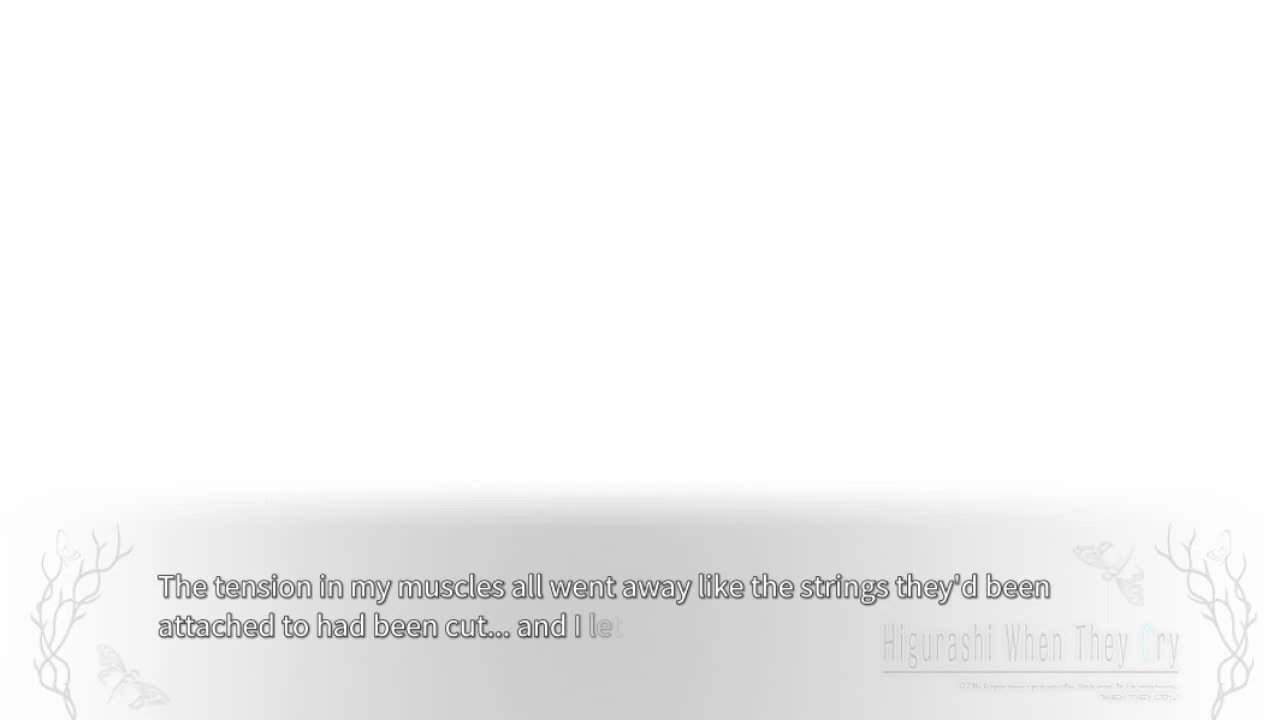 The tension in my muscles all went away like the strings they'd been
attached to had been cut... and I let
Higurashi When They Cry